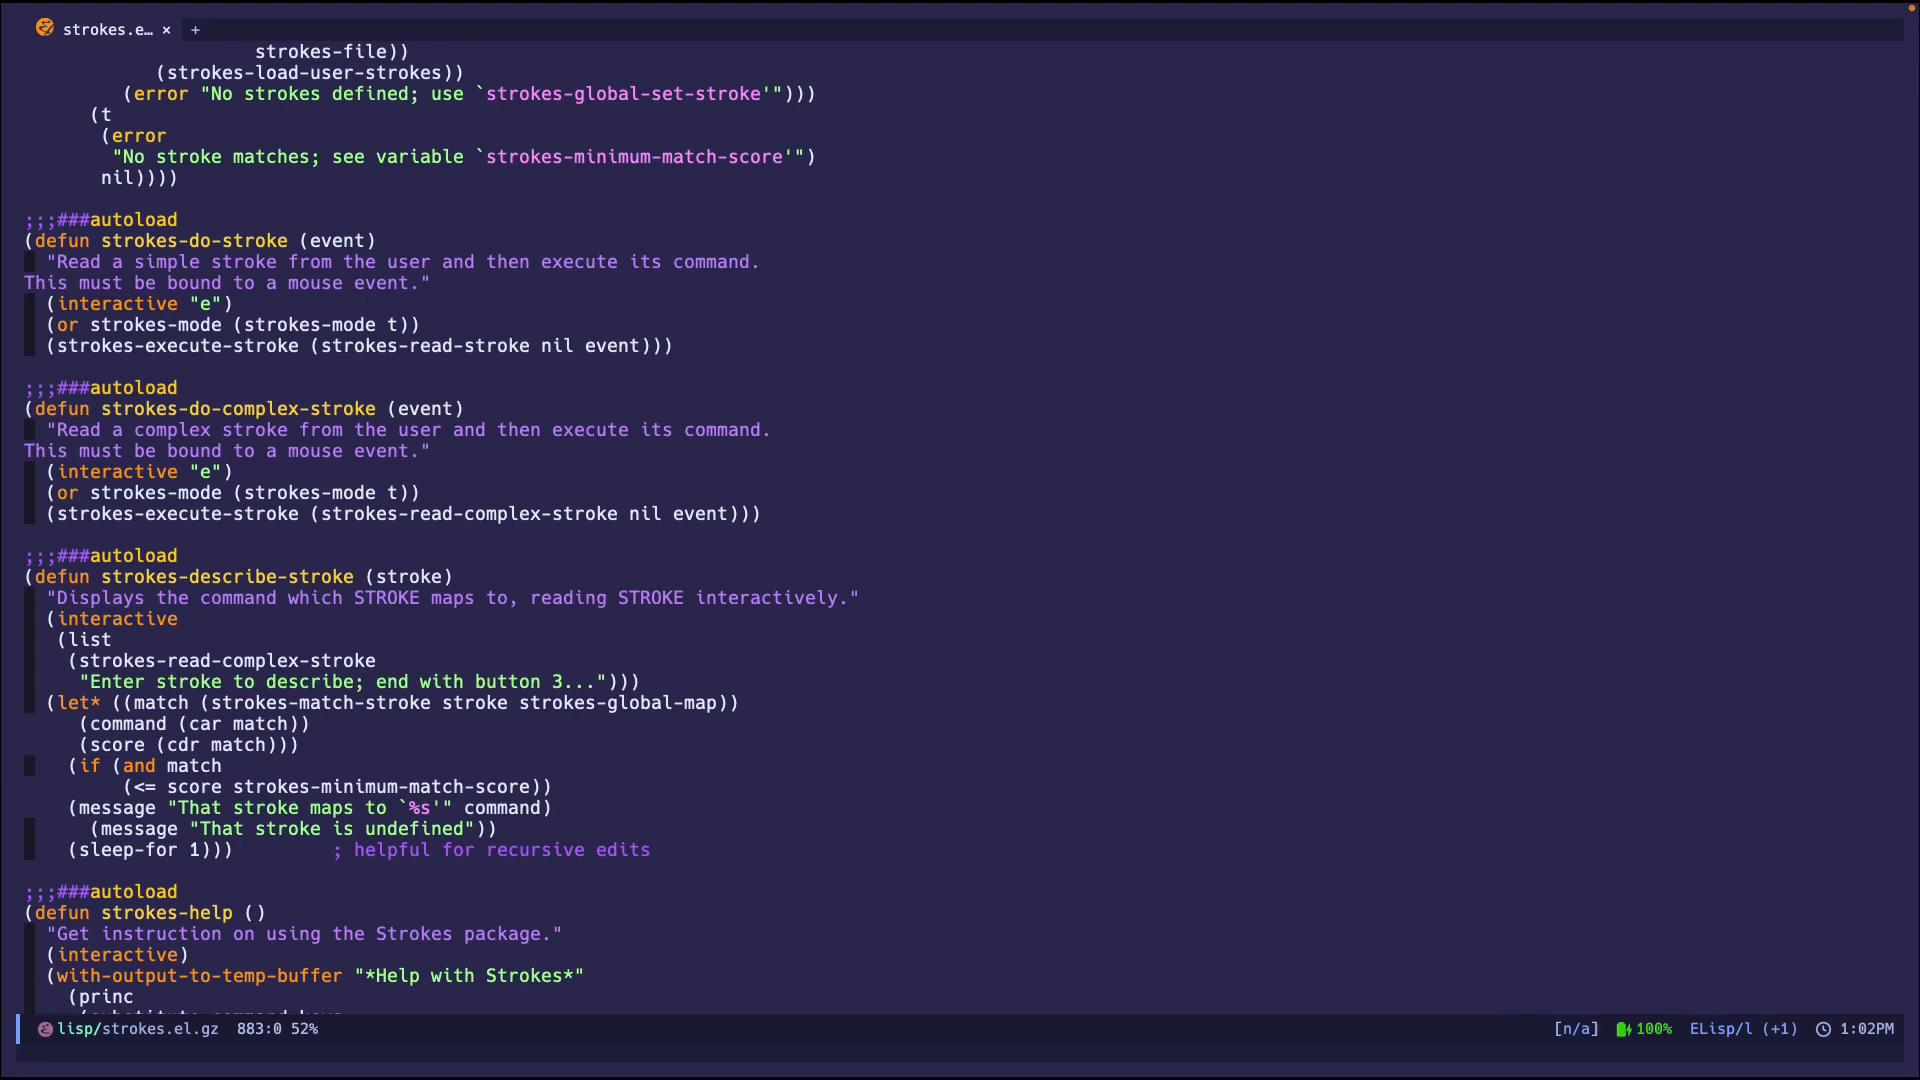 strokes.e… × +
strokes-file))
(strokes-load-user-strokes))
(error "No strokes defined; use `strokes-global-set-stroke'")))
(t
(error
"No stroke matches; see variable `strokes-minimum-match-score'")
nil))))
;;;###autoload
(defun strokes-do-stroke (event)
"Read a simple stroke from the user and then execute its command.
This must be bound to a mouse event."
(interactive "e")
(or strokes-mode (strokes-mode t))
(strokes-execute-stroke (strokes-read-stroke nil event)))
;;;###autoload
(defun strokes-do-complex-stroke (event)
"Read a complex stroke from the user and then execute its command.
This must be bound to a mouse event."
(interactive "e")
(or strokes-mode (strokes-mode t))
(strokes-execute-stroke (strokes-read-complex-stroke nil event)))
;;;###autoload
(defun strokes-describe-stroke (stroke)
"Displays the command which STROKE maps to, reading STROKE interactively."
(interactive
(list
(strokes-read-complex-stroke
"Enter stroke to describe; end with button 3...")))
(let* ((match (strokes-match-stroke stroke strokes-global-map))
(command (car match))
(score (cdr match)))
(if (and match
(<= score strokes-minimum-match-score))
(message "That stroke maps to `%s'" command)
(message "That stroke is undefined"))
(sleep-for 1))) ; helpful for recursive edits
;;;###autoload
(defun strokes-help ()
"Get instruction on using the Strokes package."
(interactive)
(with-output-to-temp-buffer "*Help with Strokes*"
(princ
lisp/strokes.el.gz 883:0 52% [n/a] 100% ELisp/l (+1) 1:02PM